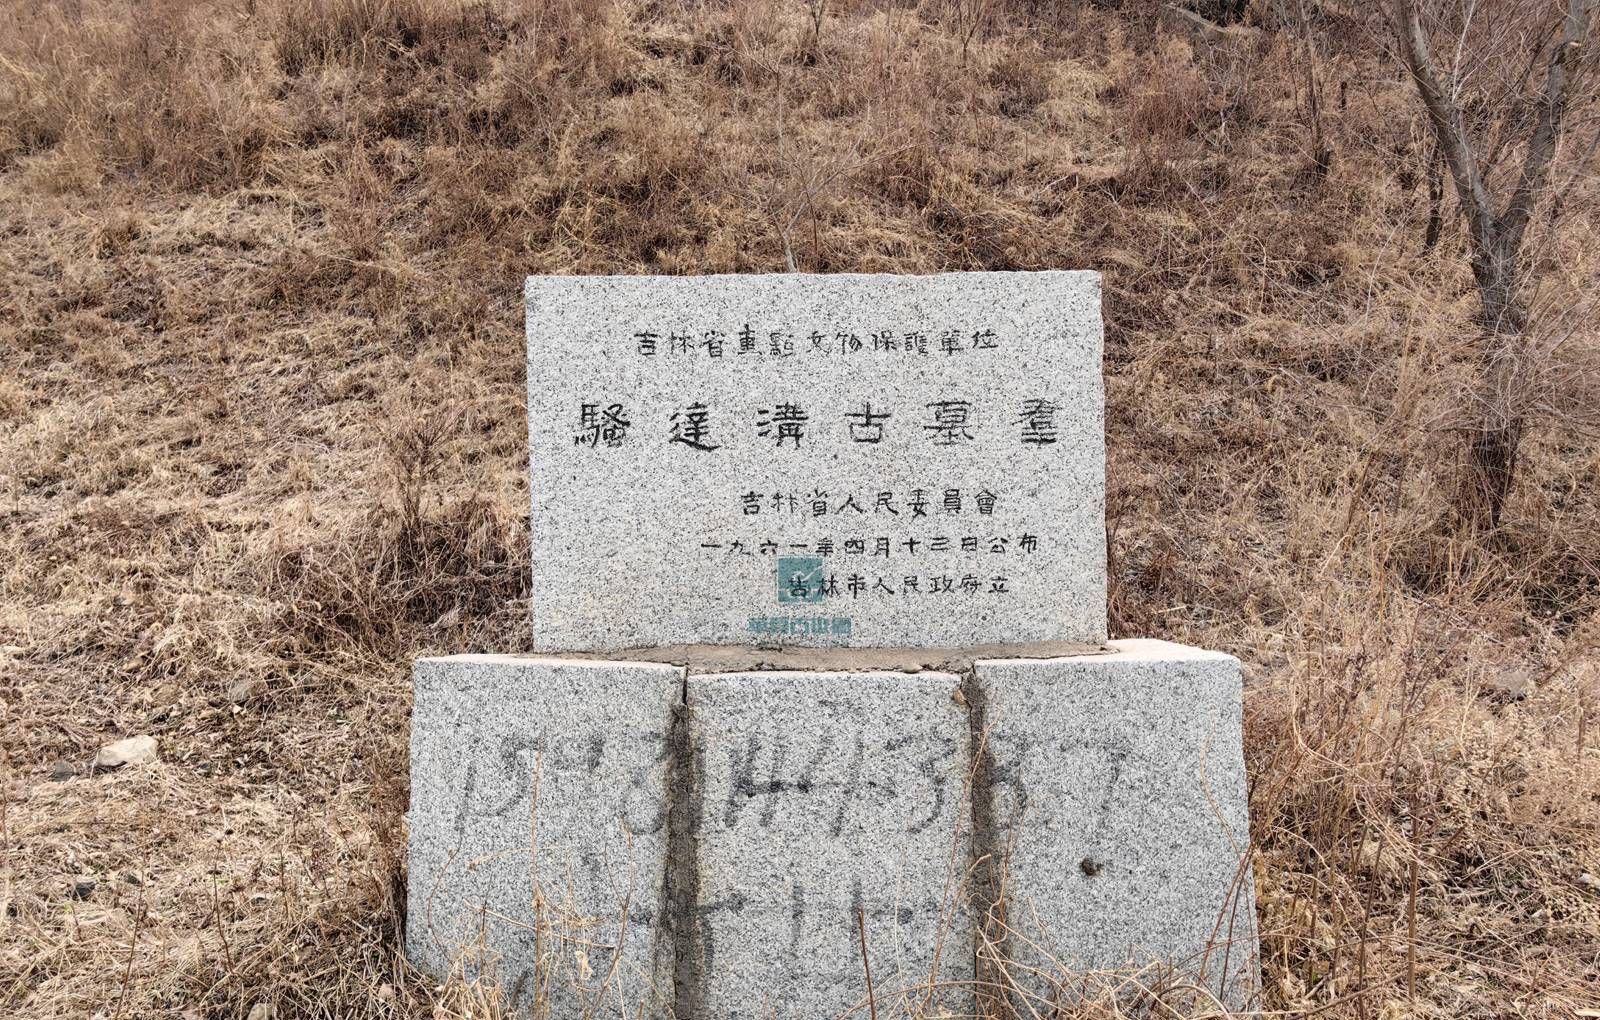 吉林省重點文物保護單位
騷達溝古墓羣
吉林省人民委員會
一九六一年四月十三日公布
吉林市人民政府立